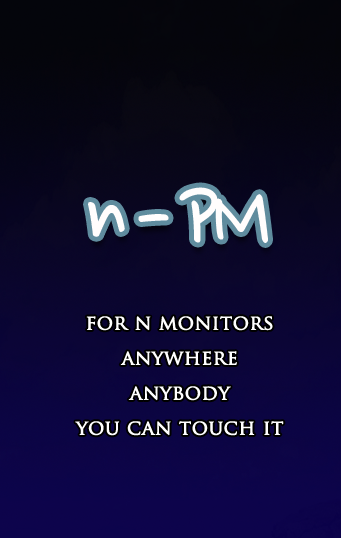 n-PM
FOR N MONITORS
ANYWHERE
ANYBODY
YOU CAN TOUCH IT